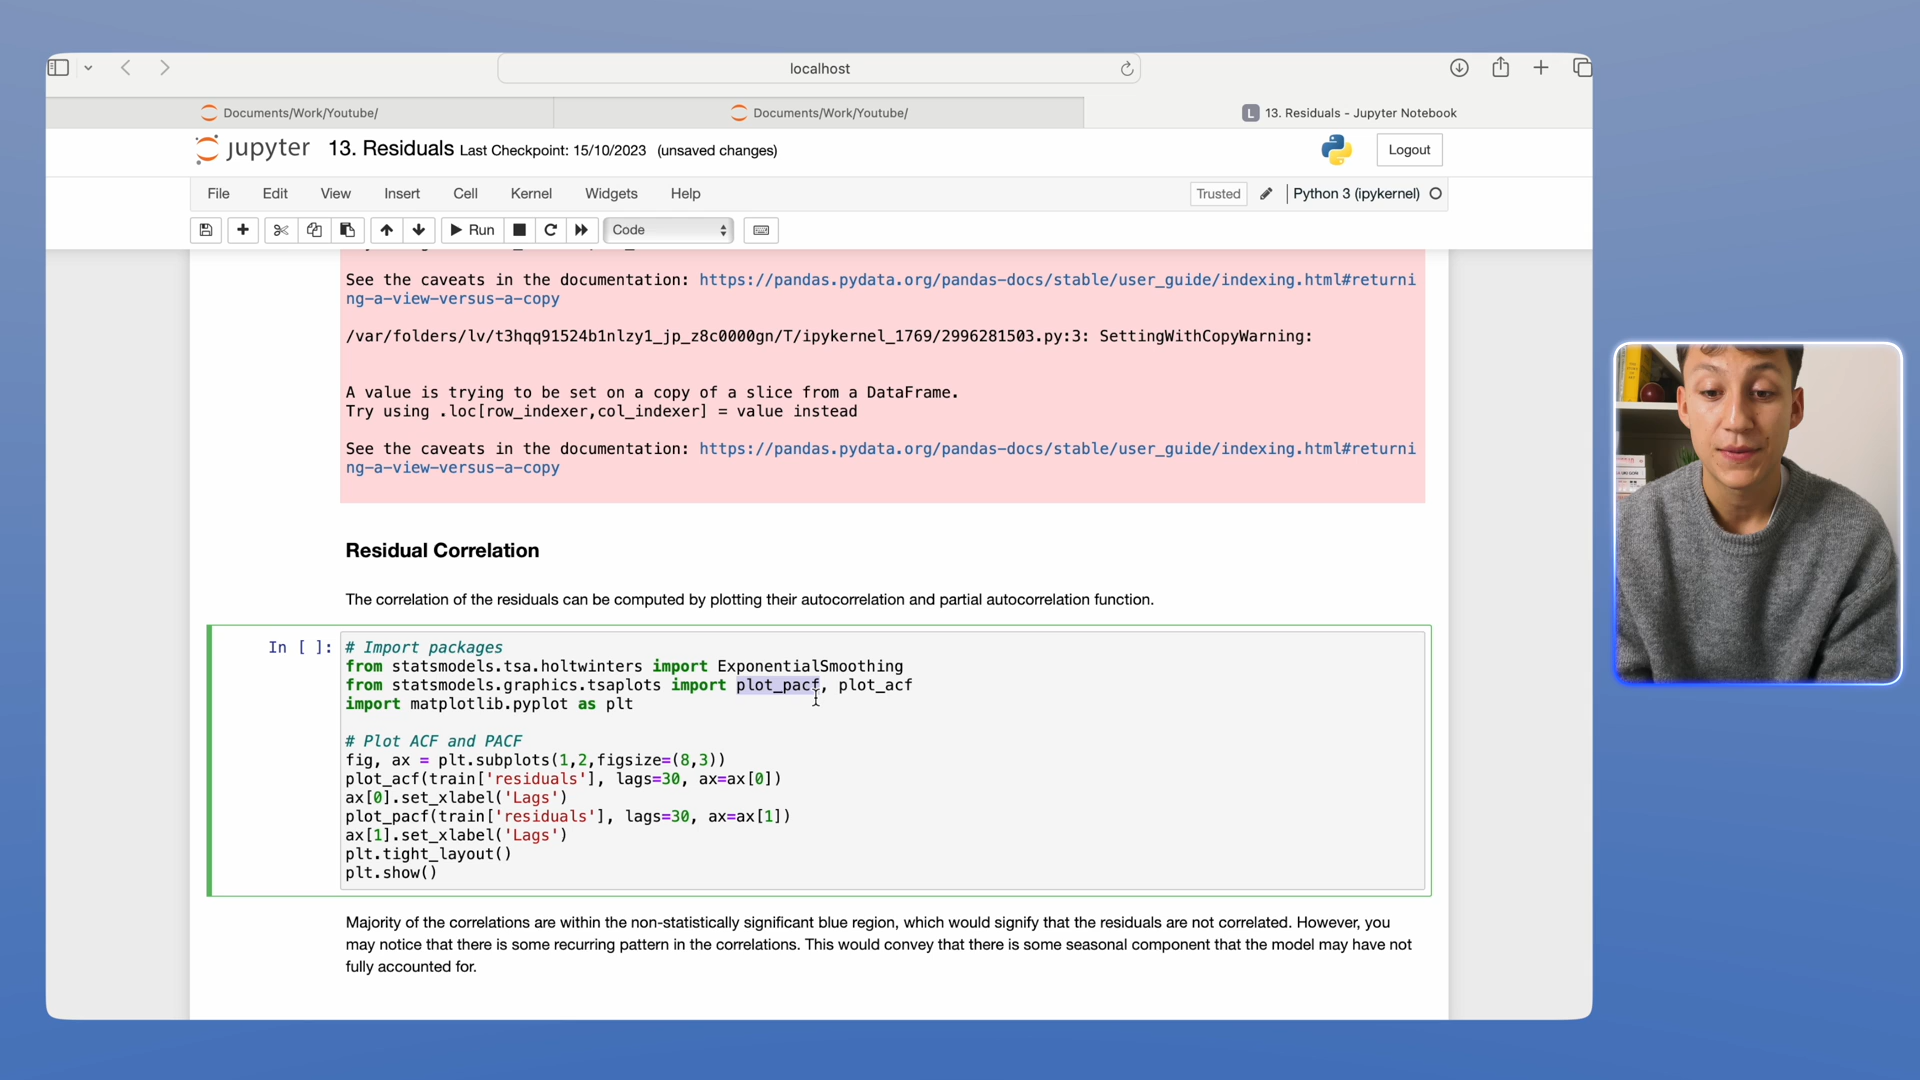 localhost
Documents/Work/Youtube/
Documents/Work/Youtube/
L 13. Residuals - Jupyter Notebook
jupyter 13. Residuals Last Checkpoint: 15/10/2023 (unsaved changes)
Logout
File Edit View Insert Cell Kernel Widgets Help
Trusted Python 3 (ipykernel)
Run Code
See the caveats in the documentation: https://pandas.pydata.org/pandas-docs/stable/user_guide/indexing.html#returni
ng-a-view-versus-a-copy
/var/folders/lv/t3hqq91524b1nlzy1_jp_z8c0000gn/T/ipykernel_1769/2996281503.py:3: SettingWithCopyWarning:
A value is trying to be set on a copy of a slice from a DataFrame.
Try using .loc[row_indexer,col_indexer] = value instead
See the caveats in the documentation: https://pandas.pydata.org/pandas-docs/stable/user_guide/indexing.html#returni
ng-a-view-versus-a-copy
Residual Correlation
The correlation of the residuals can be computed by plotting their autocorrelation and partial autocorrelation function.
In [ ]: # Import packages
from statsmodels.tsa.holtwinters import ExponentialSmoothing
from statsmodels.graphics.tsaplots import plot_pacf, plot_acf
import matplotlib.pyplot as plt
# Plot ACF and PACF
fig, ax = plt.subplots(1,2,figsize=(8,3))
plot_acf(train['residuals'], lags=30, ax=ax[0])
ax[0].set_xlabel('Lags')
plot_pacf(train['residuals'], lags=30, ax=ax[1])
ax[1].set_xlabel('Lags')
plt.tight_layout()
plt.show()
Majority of the correlations are within the non-statistically significant blue region, which would signify that the residuals are not correlated. However, you
may notice that there is some recurring pattern in the correlations. This would convey that there is some seasonal component that the model may have not
fully accounted for.